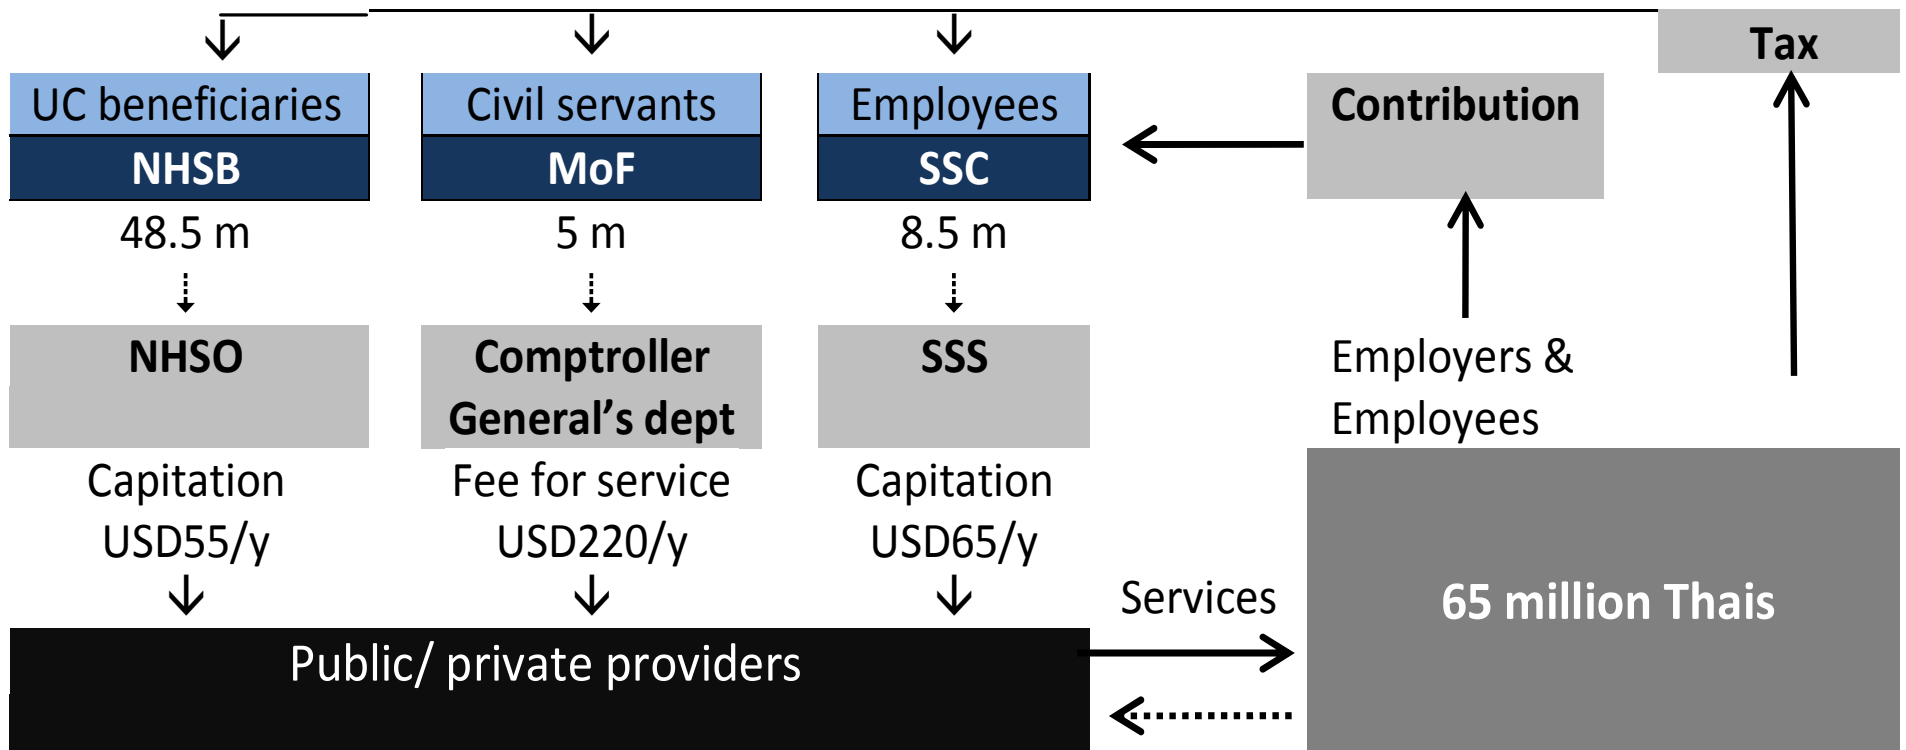 Tax
UC beneficiaries
NHSB
48.5 m
Civil servants
MoF
5 m
Employees
SSC
8.5 m
Contribution
NHSO
Capitation
USD55/y
Comptroller
General’s dept
Fee for service
USD220/y
SSS
Capitation
USD65/y
Employers &
Employees
Public/ private providers
Services
65 million Thais